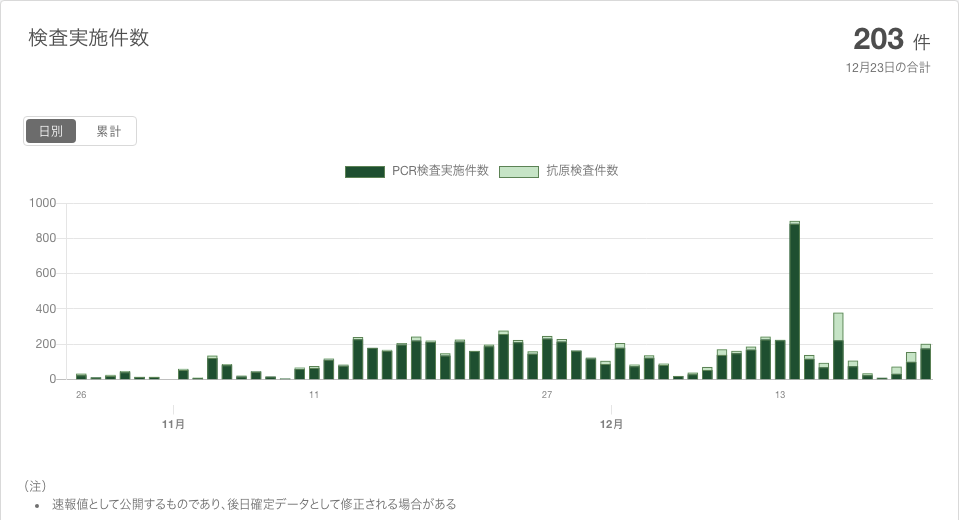 検査実施件数
203 件
12月23日の合計
日別 累計
PCR検査実施件数 抗原検査件数
1000
800
600
400
200
0
26 11 27 13
11月 12月
（注）
• 速報値として公開するものであり、後日確定データとして修正される場合がある